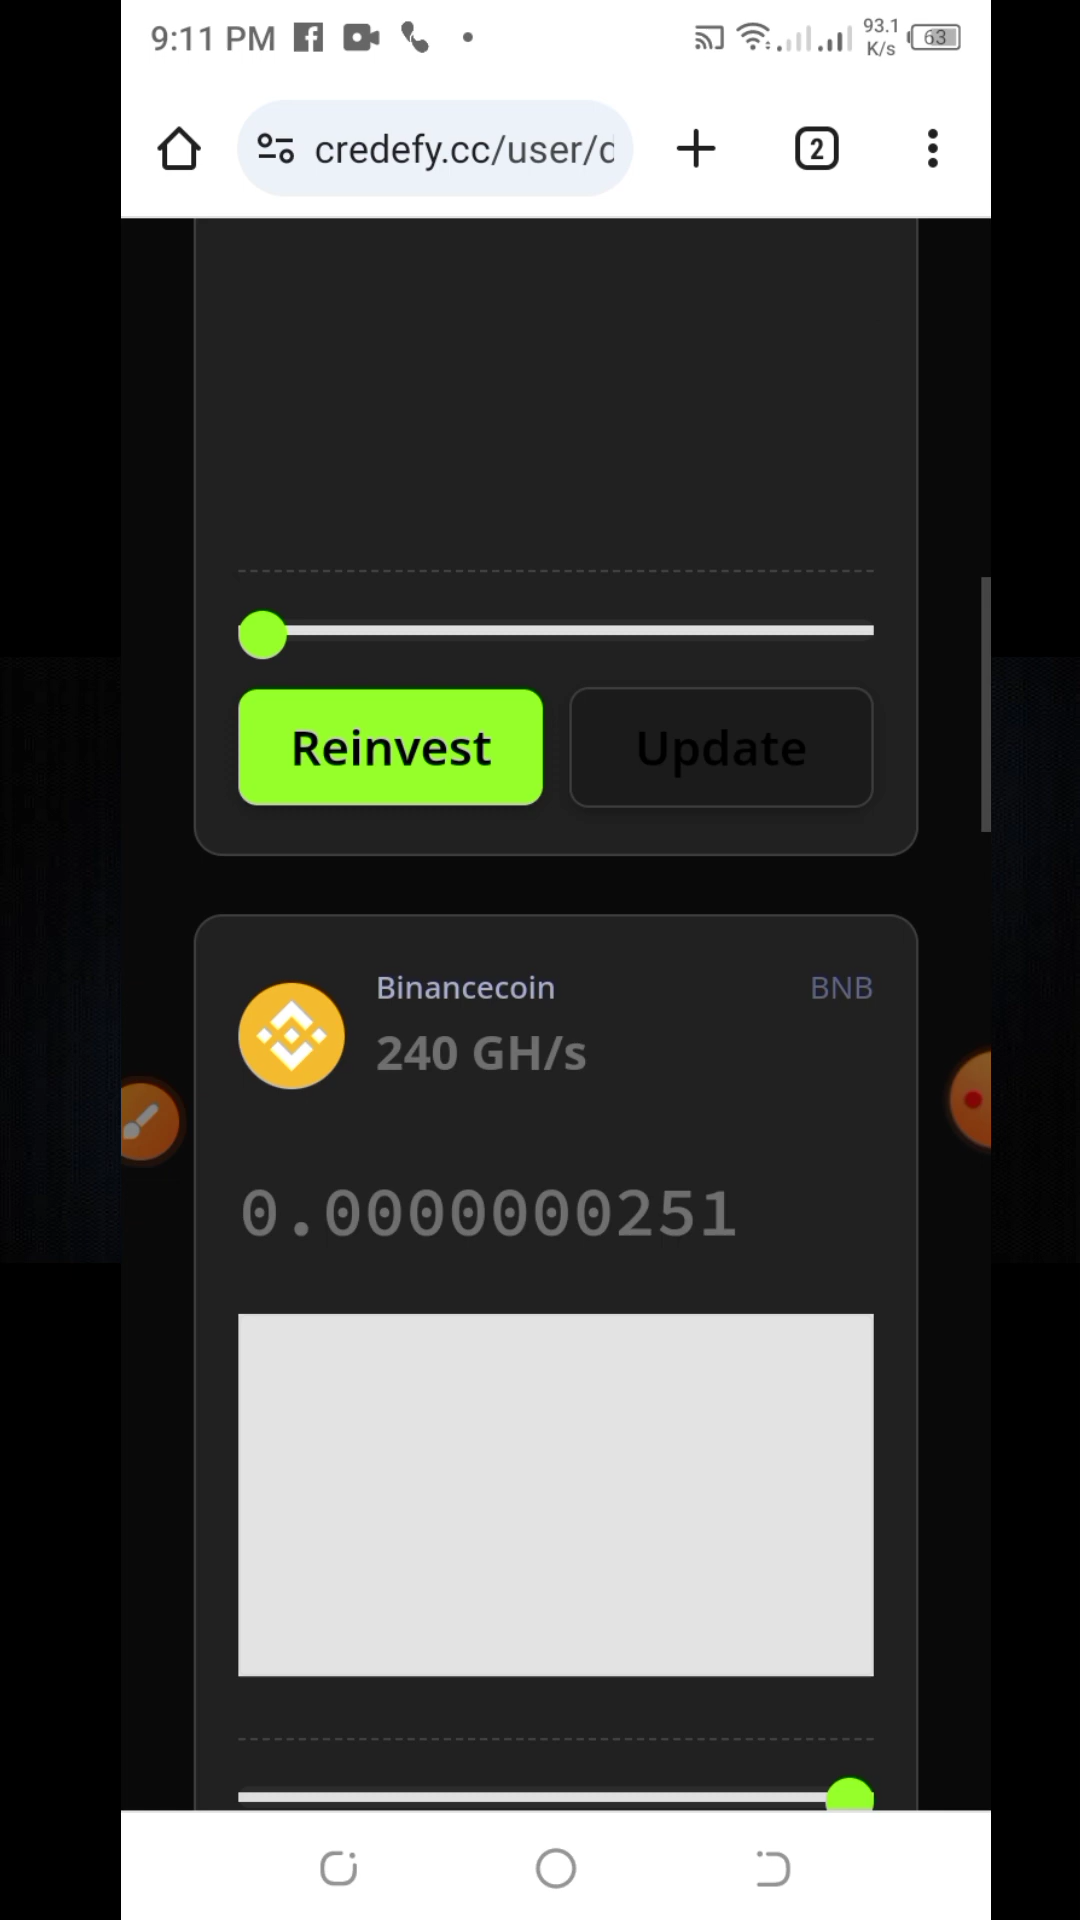 9:11 PM
93.1
K/s
63
credefy.cc/user/d
2
Reinvest
Update
Binancecoin
BNB
240 GH/s
0.0000000251